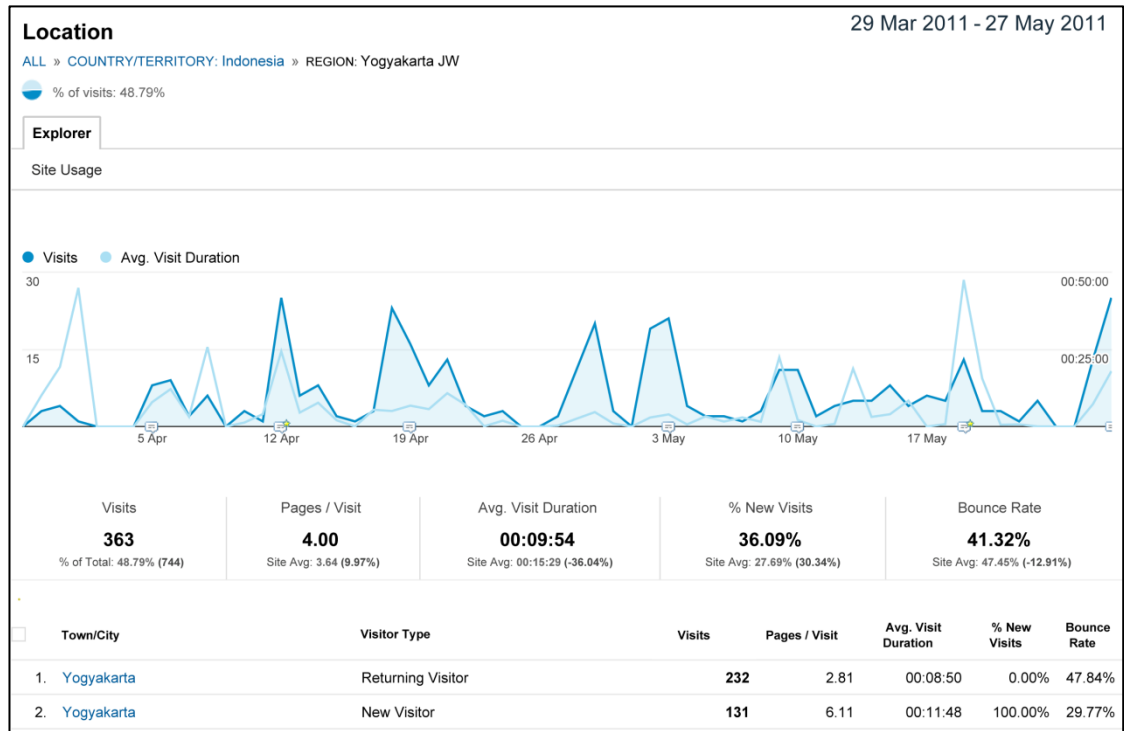 Location
29 Mar 2011 - 27 May 2011
ALL » COUNTRY/TERRITORY: Indonesia » REGION: Yogyakarta JW
% of visits: 48.79%
Explorer
Site Usage
Visits Avg. Visit Duration
30 00:50:00
15 00:25:00
5 Apr 12 Apr 19 Apr 26 Apr 3 May 10 May 17 May
Visits Pages / Visit Avg. Visit Duration % New Visits Bounce Rate
363 4.00 00:09:54 36.09% 41.32%
% of Total: 48.79% (744) Site Avg: 3.64 (9.97%) Site Avg: 00:15:29 (-36.04%) Site Avg: 27.69% (30.34%) Site Avg: 47.45% (-12.91%)
Town/City Visitor Type Visits Pages / Visit Avg. Visit Duration % New Visits Bounce Rate
1. Yogyakarta Returning Visitor 232 2.81 00:08:50 0.00% 47.84%
2. Yogyakarta New Visitor 131 6.11 00:11:48 100.00% 29.77%